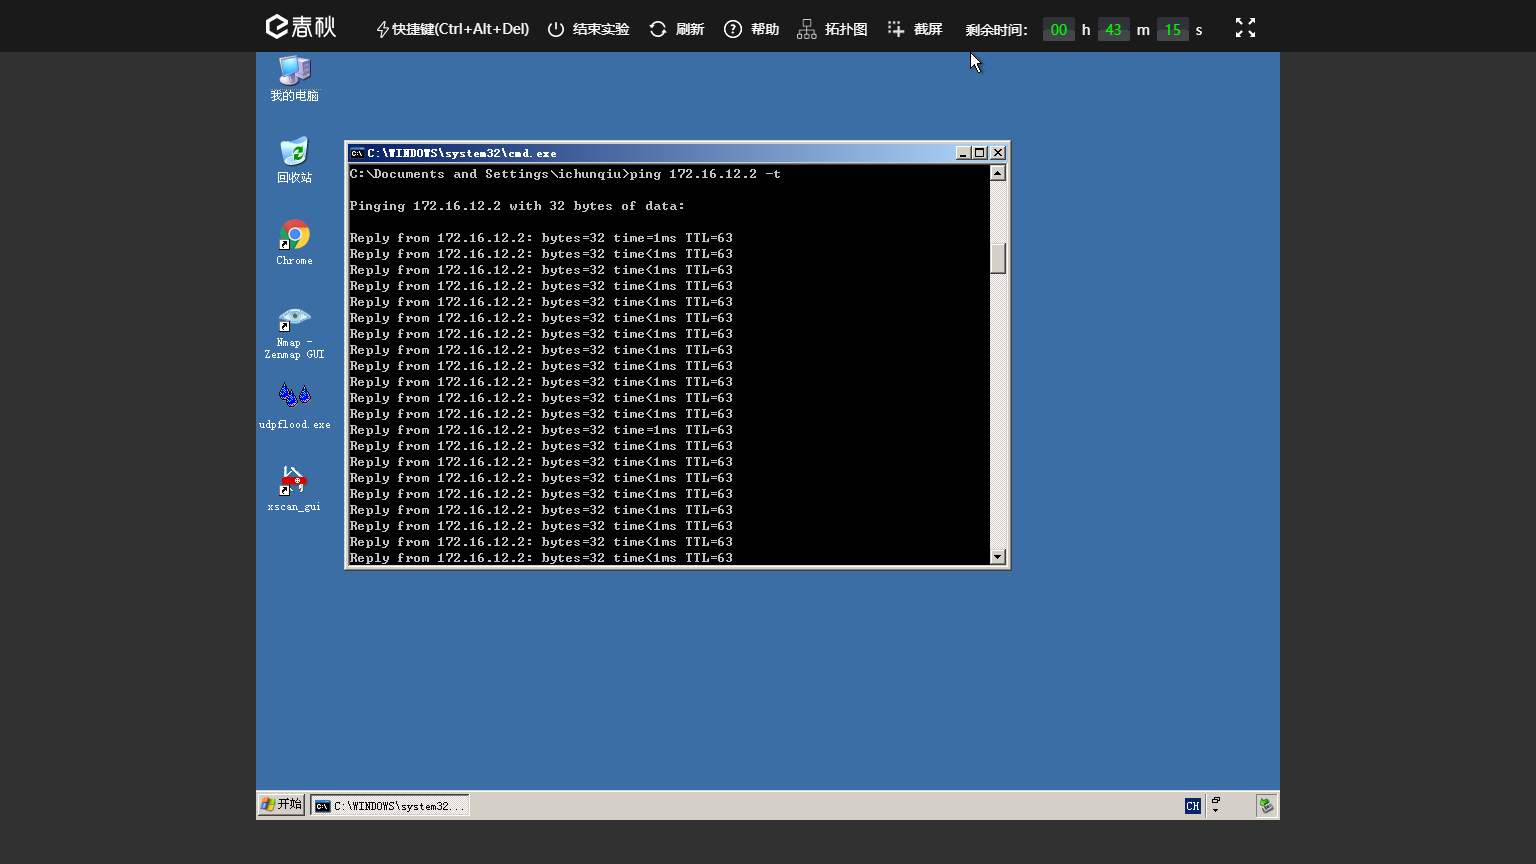 春秋 快捷键(Ctrl+Alt+Del) 结束实验 刷新 帮助 拓扑图 截屏 剩余时间: 00 h 43 m 15 s
我的电脑
回收站
Chrome
Nmap -
Zenmap GUI
udpflood.exe
xscan_gui
C:\WINDOWS\system32\cmd.exe
C:\Documents and Settings\ichunqiu>ping 172.16.12.2 -t
Pinging 172.16.12.2 with 32 bytes of data:
Reply from 172.16.12.2: bytes=32 time=1ms TTL=63
Reply from 172.16.12.2: bytes=32 time<1ms TTL=63
Reply from 172.16.12.2: bytes=32 time<1ms TTL=63
Reply from 172.16.12.2: bytes=32 time<1ms TTL=63
Reply from 172.16.12.2: bytes=32 time<1ms TTL=63
Reply from 172.16.12.2: bytes=32 time<1ms TTL=63
Reply from 172.16.12.2: bytes=32 time<1ms TTL=63
Reply from 172.16.12.2: bytes=32 time<1ms TTL=63
Reply from 172.16.12.2: bytes=32 time<1ms TTL=63
Reply from 172.16.12.2: bytes=32 time<1ms TTL=63
Reply from 172.16.12.2: bytes=32 time<1ms TTL=63
Reply from 172.16.12.2: bytes=32 time<1ms TTL=63
Reply from 172.16.12.2: bytes=32 time=1ms TTL=63
Reply from 172.16.12.2: bytes=32 time<1ms TTL=63
Reply from 172.16.12.2: bytes=32 time<1ms TTL=63
Reply from 172.16.12.2: bytes=32 time<1ms TTL=63
Reply from 172.16.12.2: bytes=32 time<1ms TTL=63
Reply from 172.16.12.2: bytes=32 time<1ms TTL=63
Reply from 172.16.12.2: bytes=32 time<1ms TTL=63
Reply from 172.16.12.2: bytes=32 time<1ms TTL=63
Reply from 172.16.12.2: bytes=32 time<1ms TTL=63
开始 C:\WINDOWS\system32... CH